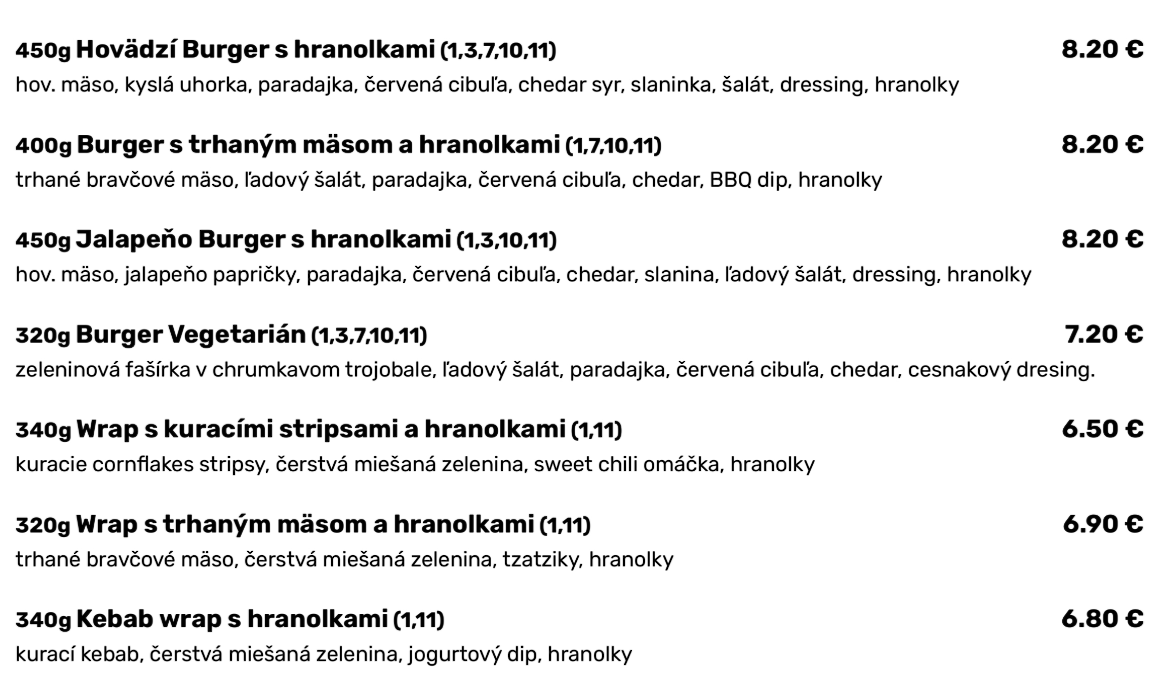 450g Hovädzí Burger s hranolkami (1,3,7,10,11) 8.20 €
hov. mäso, kyslá uhorka, paradajka, červená cibuľa, chedar syr, slaninka, šalát, dressing, hranolky
400g Burger s trhaným mäsom a hranolkami (1,7,10,11) 8.20 €
trhané bravčové mäso, ľadový šalát, paradajka, červená cibuľa, chedar, BBQ dip, hranolky
450g Jalapeňo Burger s hranolkami (1,3,10,11) 8.20 €
hov. mäso, jalapeňo papričky, paradajka, červená cibuľa, chedar, slanina, ľadový šalát, dressing, hranolky
320g Burger Vegetarián (1,3,7,10,11) 7.20 €
zeleninová fašírka v chrumkavom trojobale, ľadový šalát, paradajka, červená cibuľa, chedar, cesnakový dresing.
340g Wrap s kuracími stripsami a hranolkami (1,11) 6.50 €
kuracie cornflakes stripsy, čerstvá miešaná zelenina, sweet chili omáčka, hranolky
320g Wrap s trhaným mäsom a hranolkami (1,11) 6.90 €
trhané bravčové mäso, čerstvá miešaná zelenina, tzatziky, hranolky
340g Kebab wrap s hranolkami (1,11) 6.80 €
kurací kebab, čerstvá miešaná zelenina, jogurtový dip, hranolky